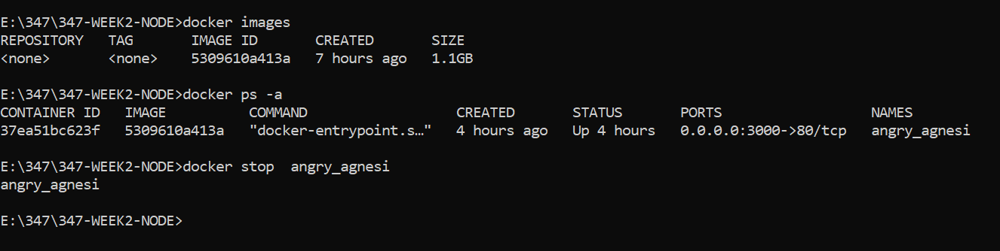 E:\347\347-WEEK2-NODE>docker images
REPOSITORY   TAG       IMAGE ID       CREATED       SIZE
<none>       <none>    5309610a413a   7 hours ago   1.1GB
E:\347\347-WEEK2-NODE>docker ps -a
CONTAINER ID   IMAGE          COMMAND                  CREATED       STATUS       PORTS                  NAMES
37ea51bc623f   5309610a413a   "docker-entrypoint.s…"   4 hours ago   Up 4 hours   0.0.0.0:3000->80/tcp   angry_agnesi
E:\347\347-WEEK2-NODE>docker stop  angry_agnesi
angry_agnesi
E:\347\347-WEEK2-NODE>